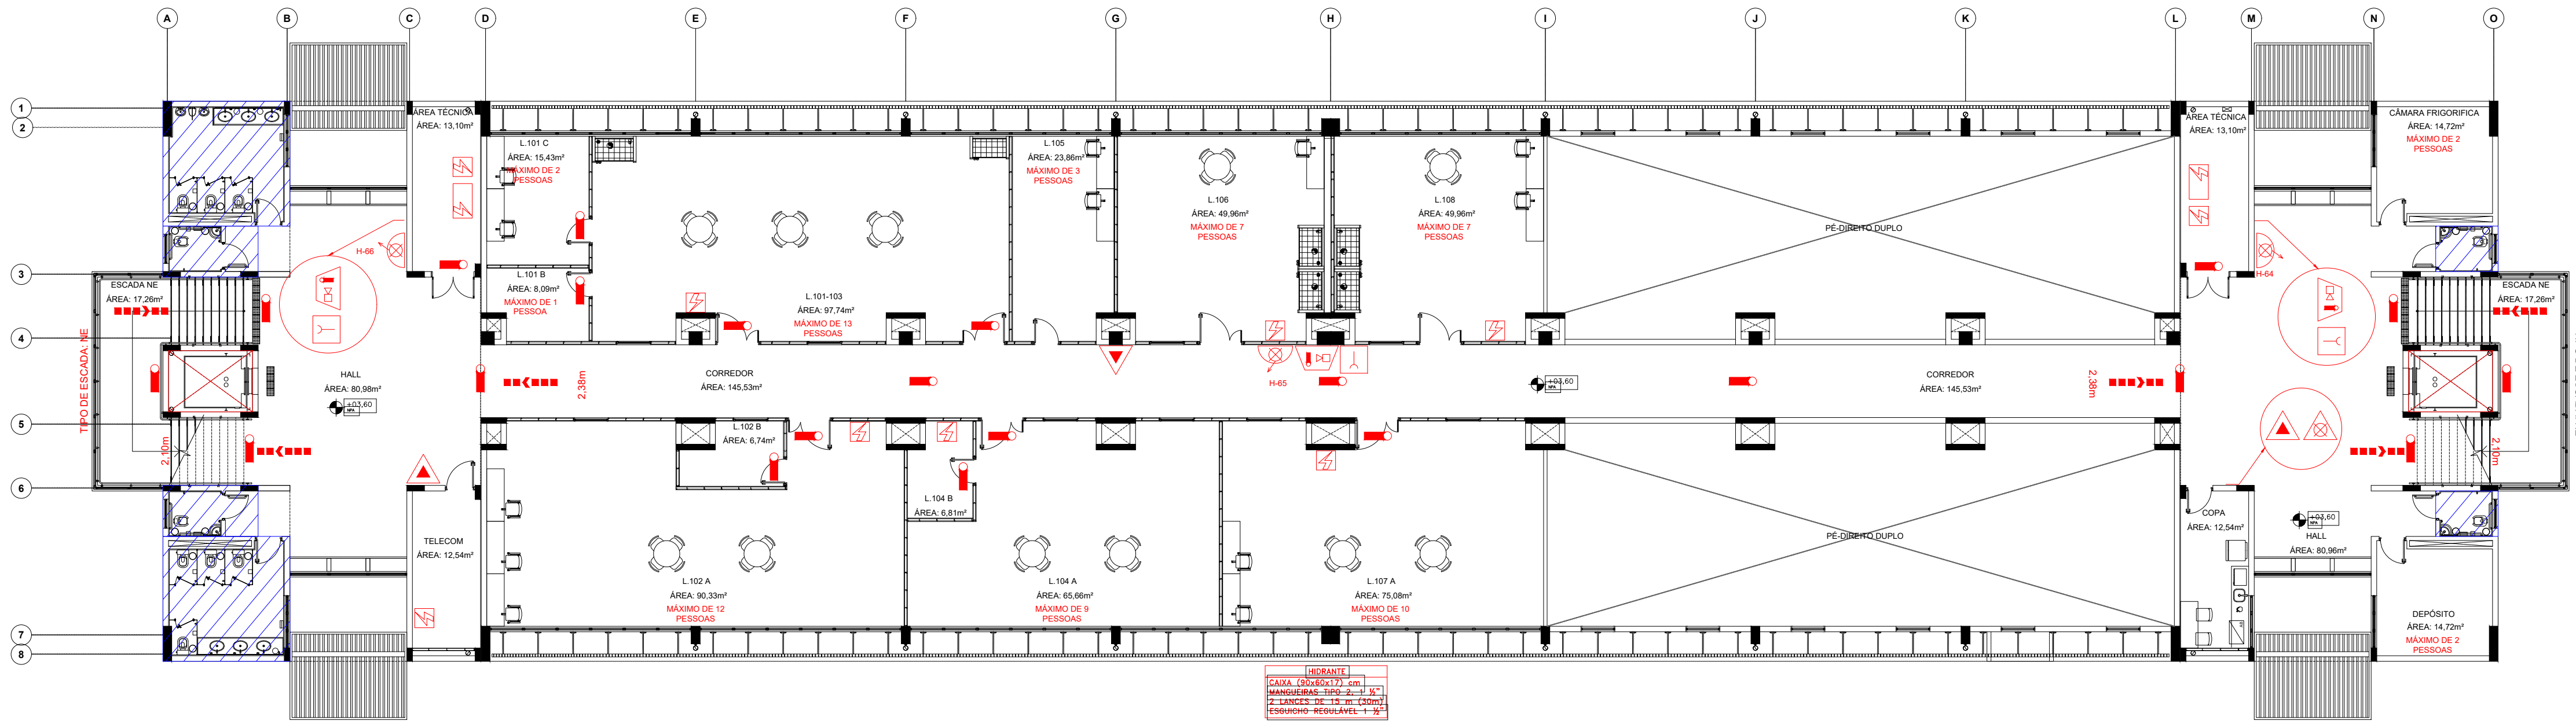 A
B
C
D
E
F
G
H
I
J
K
L
M
N
O
1
2
3
4
5
6
7
8
ÁREA TÉCNICA
ÁREA: 13,10m²
H-66
ESCADA NE
ÁREA: 17,26m²
TIPO DE ESCADA: NE
2,10m
HALL
ÁREA: 80,98m²
+03,60
NPA
TELECOM
ÁREA: 12,54m²
L.101 C
ÁREA: 15,43m²
MÁXIMO DE 2
PESSOAS
L.101 B
ÁREA: 8,09m²
MÁXIMO DE 1
PESSOA
L.101-103
ÁREA: 97,74m²
MÁXIMO DE 13
PESSOAS
L.105
ÁREA: 23,86m²
MÁXIMO DE 3
PESSOAS
L.106
ÁREA: 49,96m²
MÁXIMO DE 7
PESSOAS
L.108
ÁREA: 49,96m²
MÁXIMO DE 7
PESSOAS
PÉ-DIREITO DUPLO
2,38m
CORREDOR
ÁREA: 145,53m²
H-65
+03,60
NPA
CORREDOR
ÁREA: 145,53m²
2,38m
L.102 B
ÁREA: 6,74m²
L.104 B
ÁREA: 6,81m²
L.102 A
ÁREA: 90,33m²
MÁXIMO DE 12
PESSOAS
L.104 A
ÁREA: 65,66m²
MÁXIMO DE 9
PESSOAS
L.107 A
ÁREA: 75,08m²
MÁXIMO DE 10
PESSOAS
PÉ-DIREITO DUPLO
ÁREA TÉCNICA
ÁREA: 13,10m²
CÂMARA FRIGORIFICA
ÁREA: 14,72m²
MÁXIMO DE 2
PESSOAS
H-64
ESCADA NE
ÁREA: 17,26m²
2,10m
COPA
ÁREA: 12,54m²
+03,60
NPA
HALL
ÁREA: 80,96m²
DEPÓSITO
ÁREA: 14,72m²
MÁXIMO DE 2
PESSOAS
HIDRANTE
CAIXA (90x60x17) cm
MANGUEIRAS TIPO 2, 1 ½"
2 LANCES DE 15 m (30m)
ESGUICHO REGULÁVEL 1 ½"